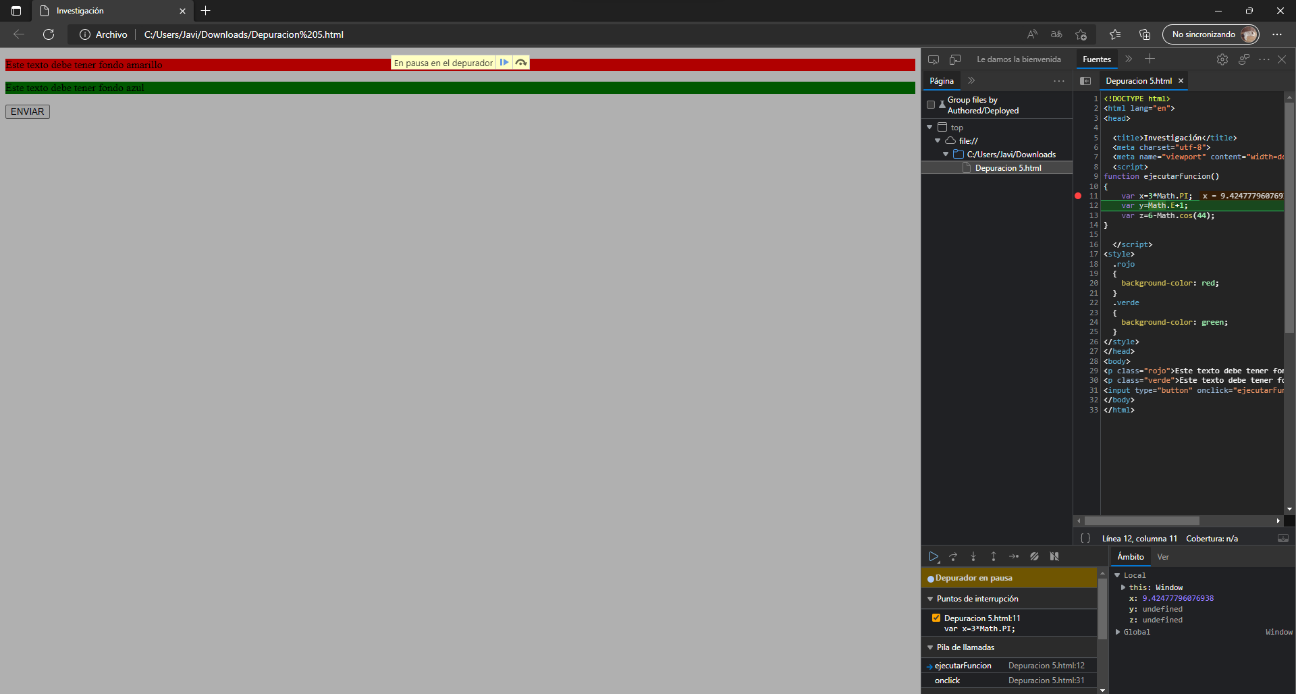 Investigación
Archivo
C:/Users/Javi/Downloads/Depuracion%205.html
No sincronizando
Este texto debe tener fondo amarillo
En pausa en el depurador
Este texto debe tener fondo azul
ENVIAR
Le damos la bienvenida
Fuentes
Página
Group files by
Authored/Deployed
top
file://
C:/Users/Javi/Downloads
Depuracion 5.html
Depuracion 5.html
1 <!DOCTYPE html>
2 <html lang="en">
3 <head>
4
5 <title>Investigación</title>
6 <meta charset="utf-8">
7 <meta name="viewport" content="width=de
8 <script>
9 function ejecutarfuncion()
10 {
11 var x=3*Math.PI; x = 9.4247779607693
12 var y=Math.E+1;
13 var z=6-Math.cos(44);
14 }
15
16 </script>
17 <style>
18 .rojo
19 {
20 background-color: red;
21 }
22 .verde
23 {
24 background-color: green;
25 }
26 </style>
27 </head>
28 <body>
29 <p class="rojo">Este texto debe tener fon
30 <p class="verde">Este texto debe tener fo
31 <input type="button" onclick="ejecutarfun
32 </body>
33 </html>
{ } Línea 12, columna 11 Cobertura: n/a
Depurador en pausa
Puntos de interrupción
Depuracion 5.html:11
var x=3*Math.PI;
Pila de llamadas
ejecutarFuncion Depuracion 5.html:12
onclick Depuracion 5.html:31
Ámbito Ver
Local
this: Window
x: 9.42477796076938
y: undefined
z: undefined
Global Window